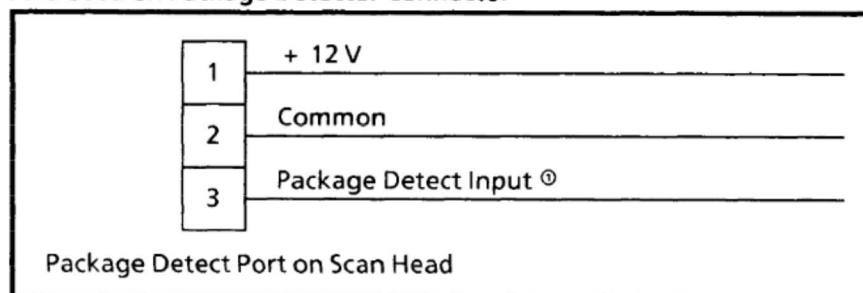 1
+ 12 V
2
Common
3
Package Detect Input ①
Package Detect Port on Scan Head